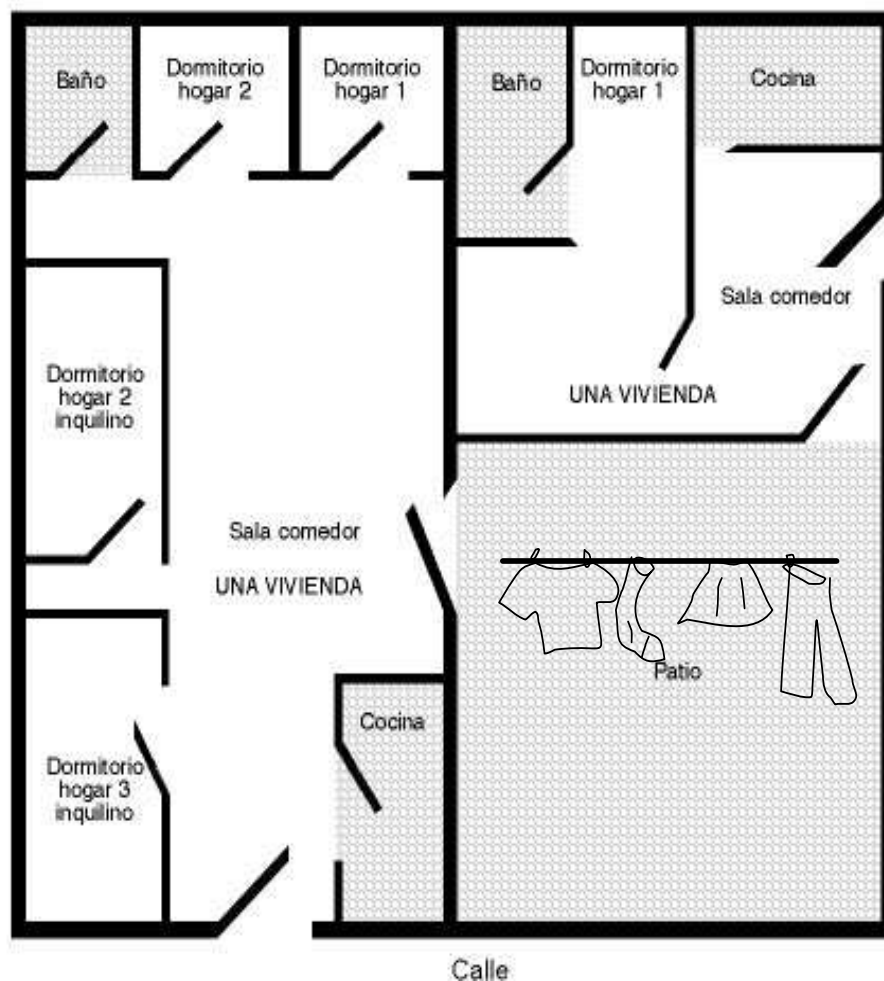 Baño
Dormitorio
hogar 2
Dormitorio
hogar 1
Baño
Dormitorio
hogar 1
Cocina
Sala comedor
UNA VIVIENDA
Dormitorio
hogar 2
inquilino
Sala comedor
UNA VIVIENDA
Patio
Cocina
Dormitorio
hogar 3
inquilino
Calle